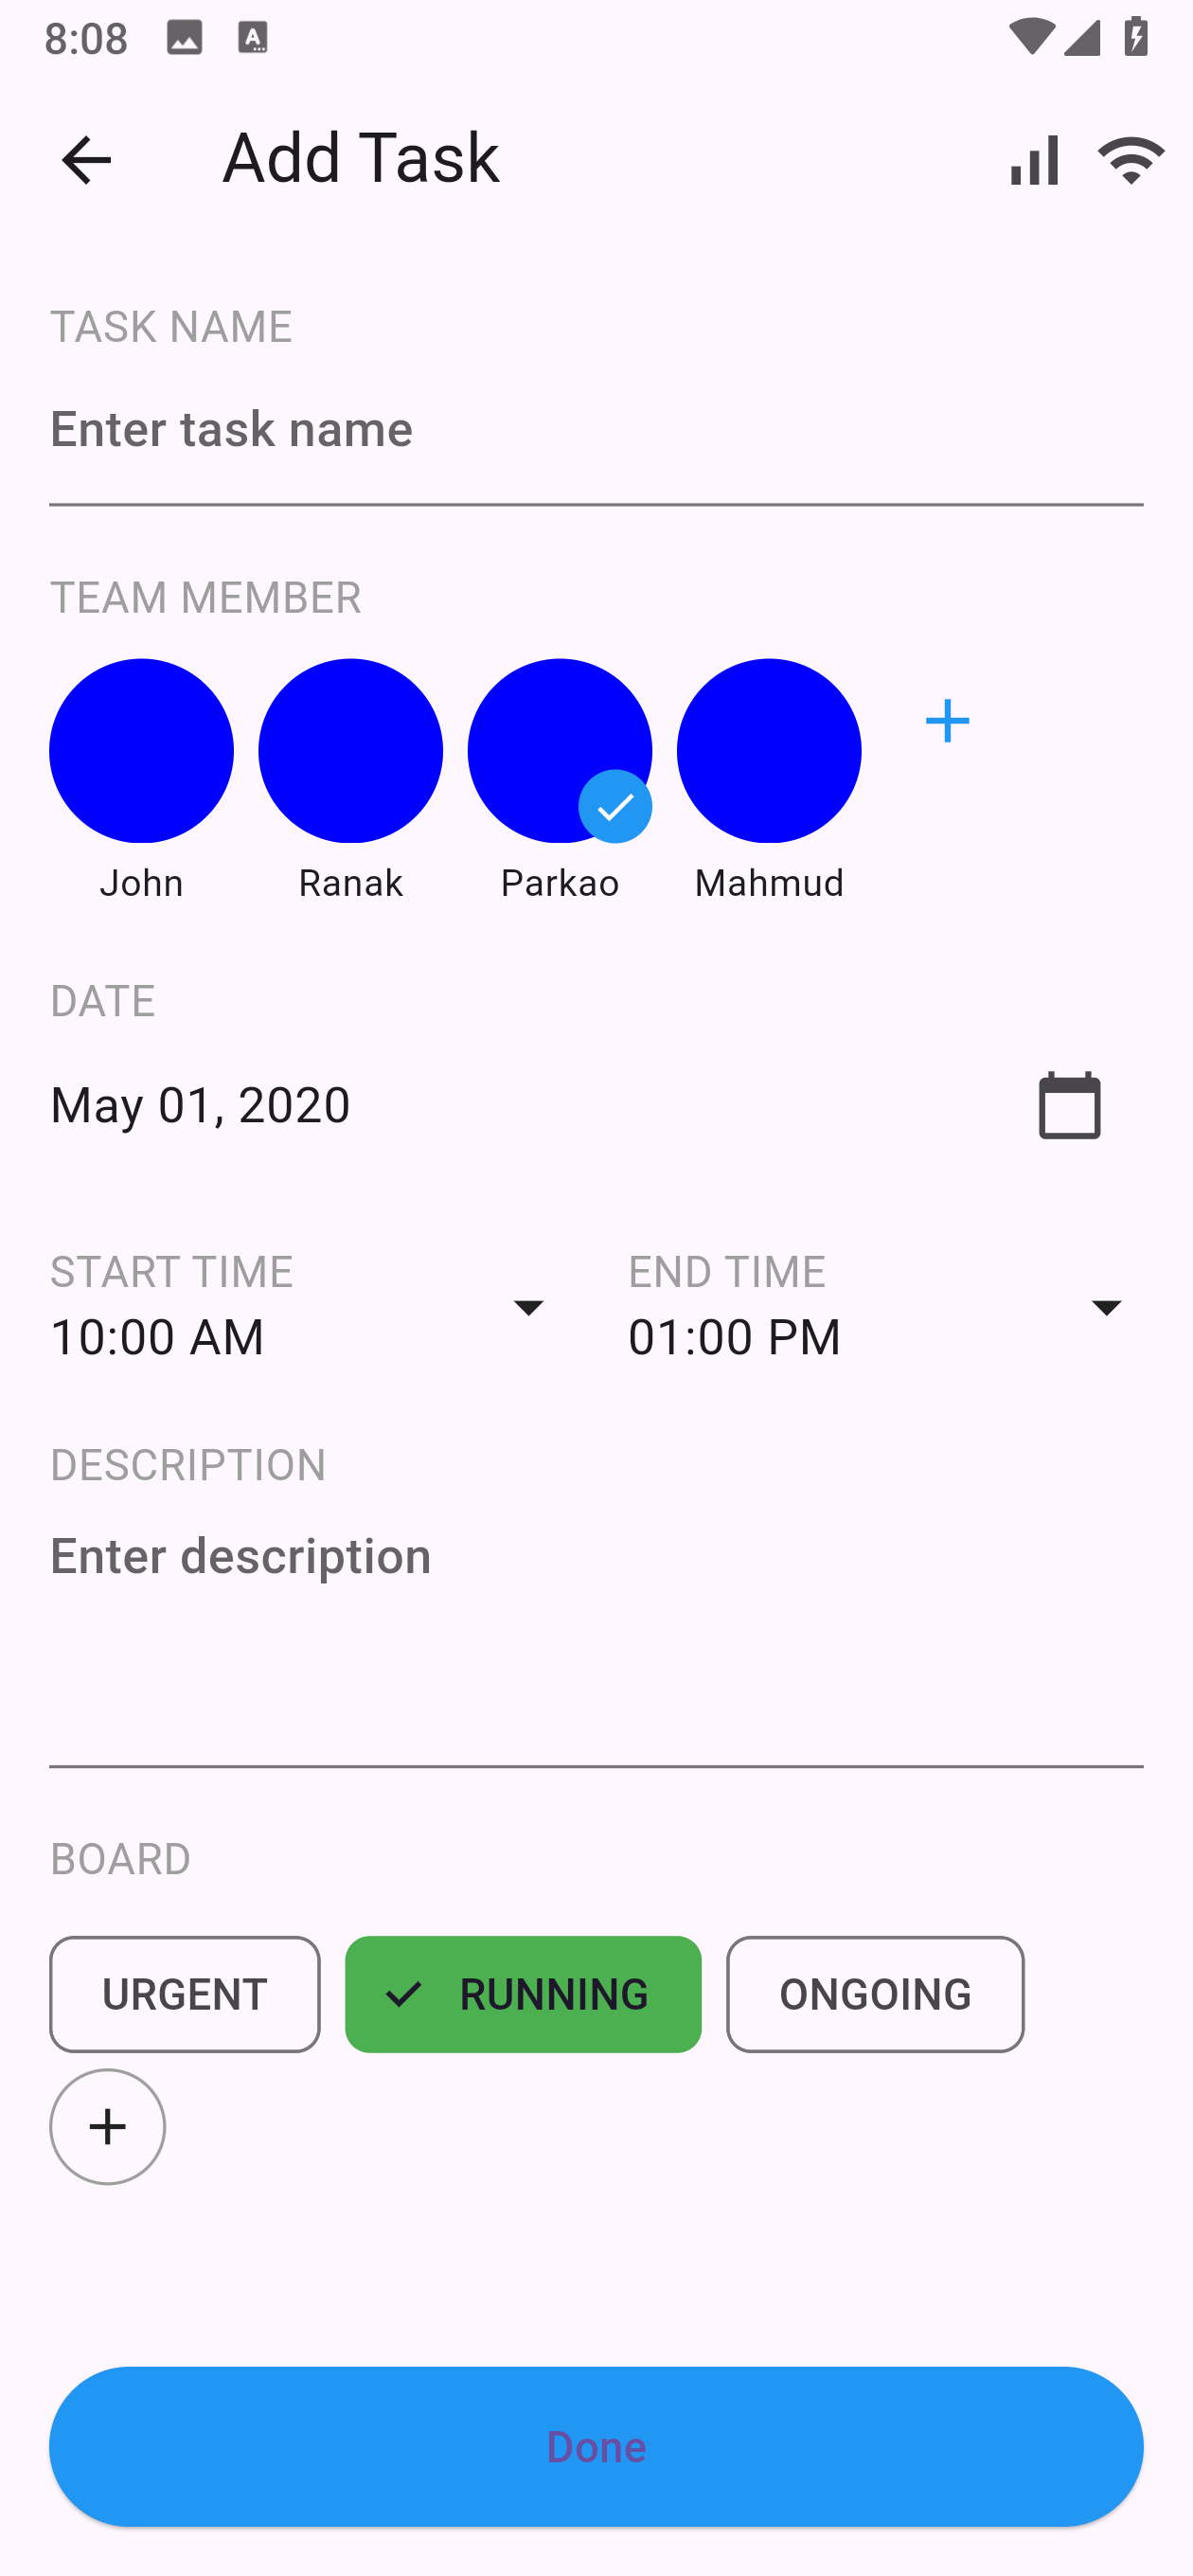 8:08
Add Task
TASK NAME
Enter task name
TEAM MEMBER
John Ranak Parkao Mahmud
DATE
May 01, 2020
START TIME END TIME
10:00 AM 01:00 PM
DESCRIPTION
Enter description
BOARD
URGENT RUNNING ONGOING
Done